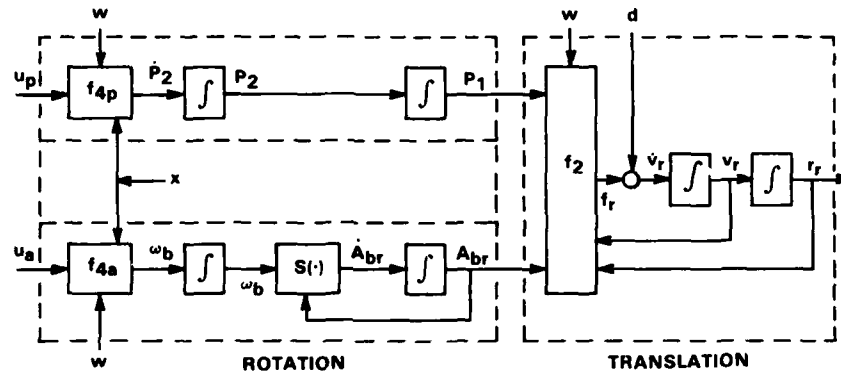 w w d
u_p f_4p Ṗ_2 ∫ P_2 ∫ P_1
f_2 f_r v̇_r ∫ v_r ∫ r_r
x
u_a f_4a ω_b ∫ ω_b S(·) Ȧ_br ∫ A_br
w
ROTATION TRANSLATION